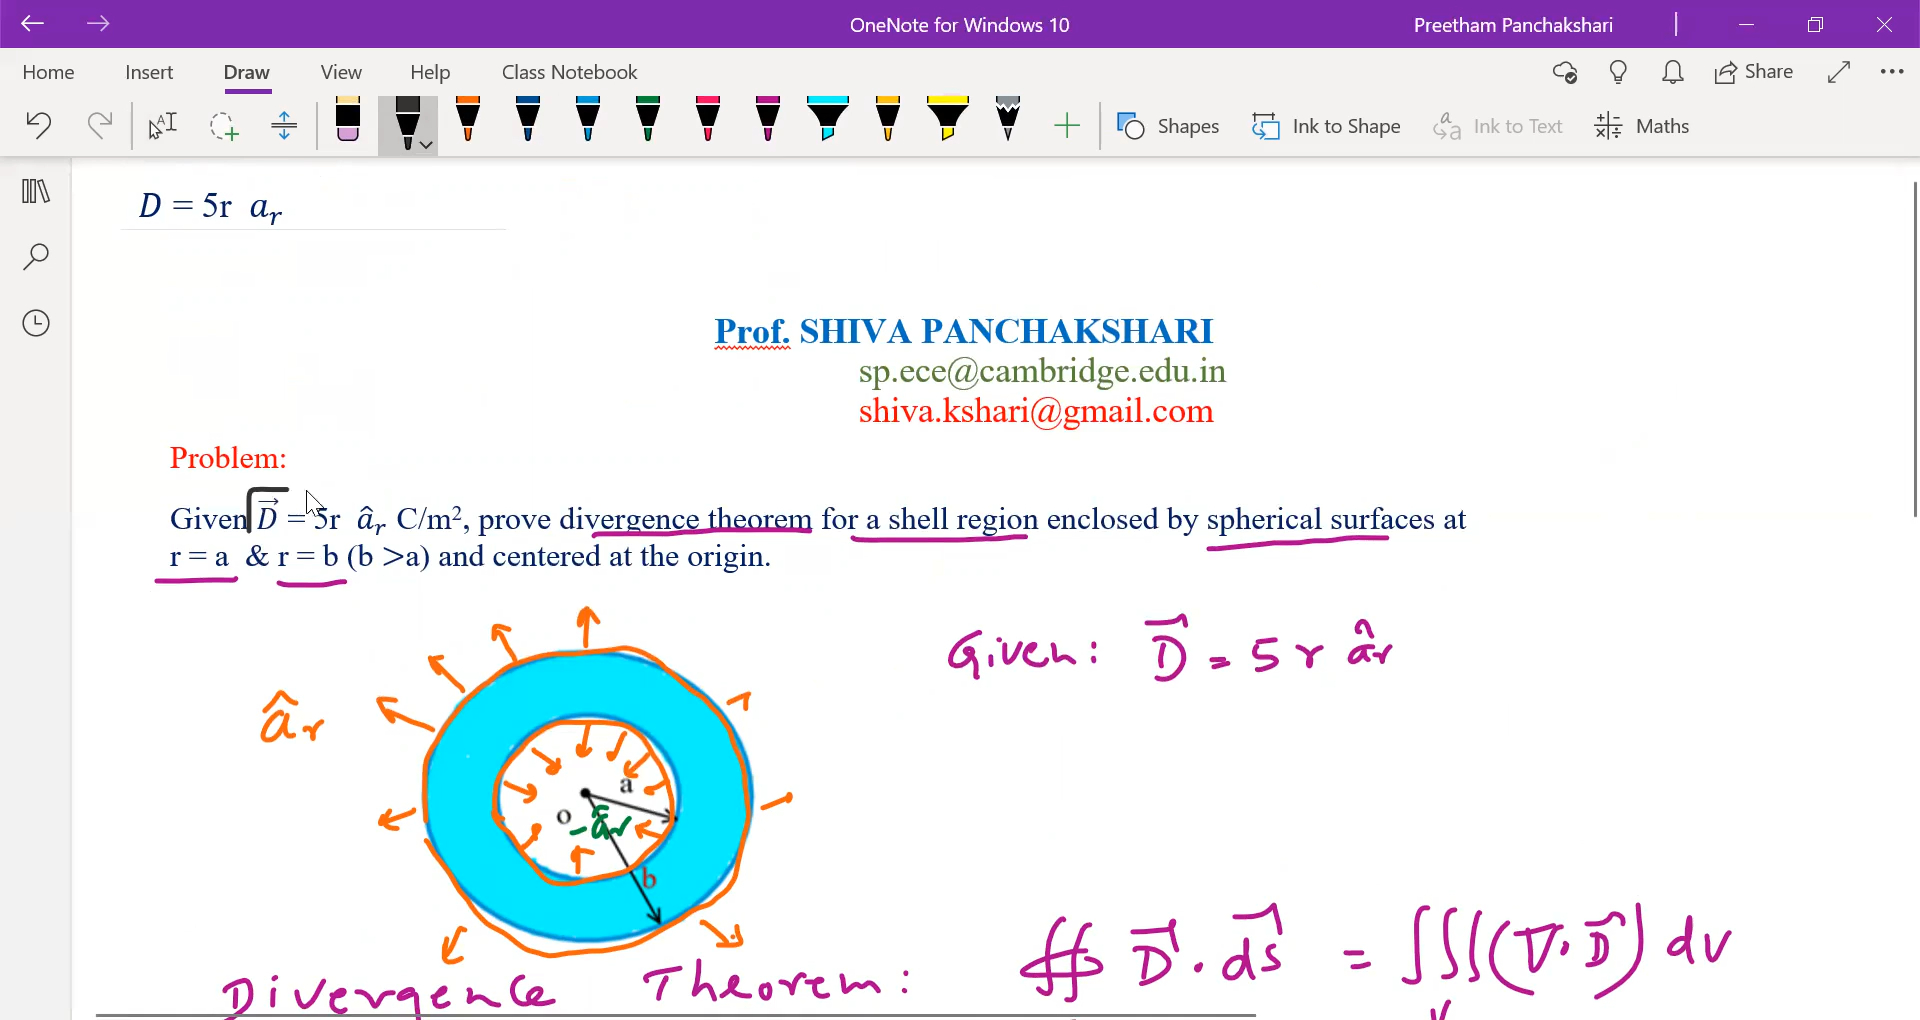 OneNote for Windows 10
Preetham Panchakshari
Home Insert Draw View Help Class Notebook Share
Shapes Ink to Shape Ink to Text Maths
D = 5r a_r
Prof. SHIVA PANCHAKSHARI
sp.ece@cambridge.edu.in
shiva.kshari@gmail.com
Problem:
Given D⃗ = 5r â_r C/m², prove divergence theorem for a shell region enclosed by spherical surfaces at
r = a & r = b (b >a) and centered at the origin.
Given: D⃗ = 5 r â_r
â_r
a
o
-â_r
b
∯ D⃗ . ds⃗ = ∭ (∇. D⃗) dv
v
Divergence Theorem: